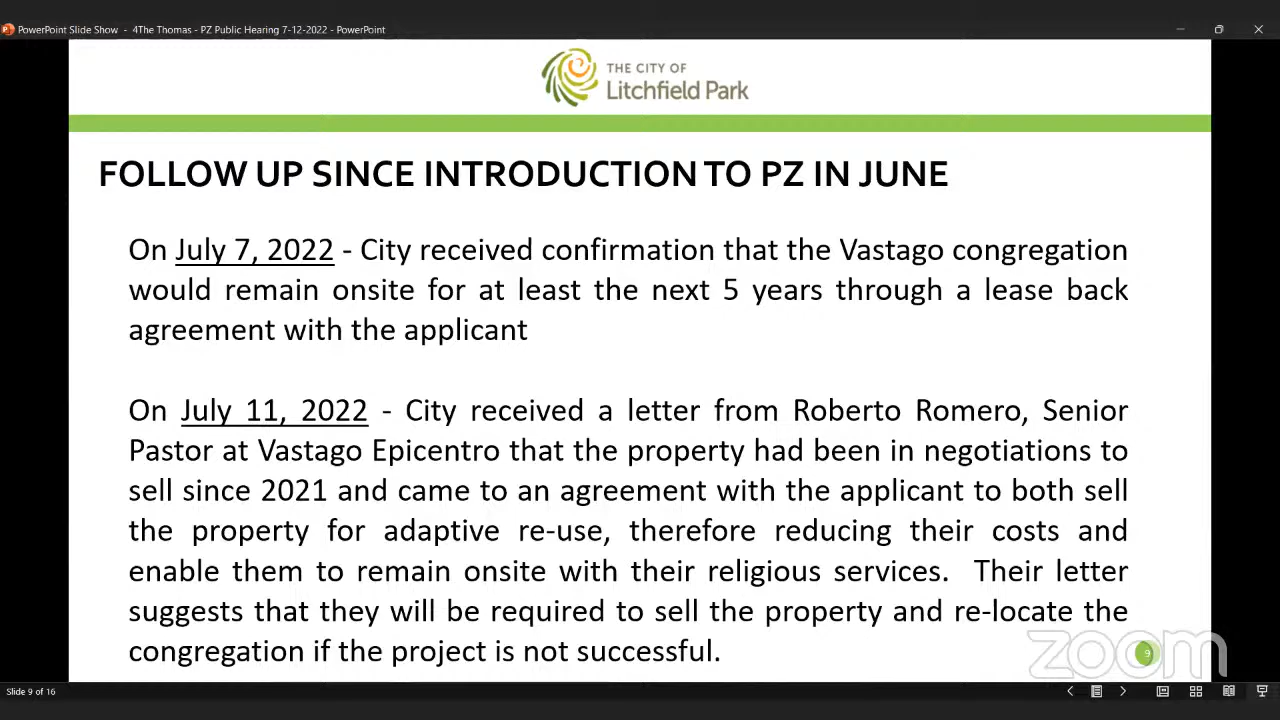 PowerPoint Slide Show - 4The Thomas - PZ Public Hearing 7-12-2022 - PowerPoint
THE CITY OF
Litchfield Park
FOLLOW UP SINCE INTRODUCTION TO PZ IN JUNE
On July 7, 2022 - City received confirmation that the Vastago congregation
would remain onsite for at least the next 5 years through a lease back
agreement with the applicant
On July 11, 2022 - City received a letter from Roberto Romero, Senior
Pastor at Vastago Epicentro that the property had been in negotiations to
sell since 2021 and came to an agreement with the applicant to both sell
the property for adaptive re-use, therefore reducing their costs and
enable them to remain onsite with their religious services. Their letter
suggests that they will be required to sell the property and re-locate the
congregation if the project is not successful.
zoom
9
Slide 9 of 16